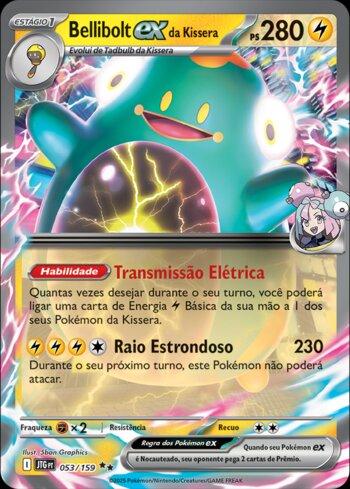 ESTÁGIO 1
Bellibolt ex da Kissera PS 280
Evolui de Tadbulb da Kissera
Habilidade Transmissão Elétrica
Quantas vezes desejar durante o seu turno, você poderá
ligar uma carta de Energia Básica da sua mão a 1 dos
seus Pokémon da Kissera.
Raio Estrondoso 230
Durante o seu próximo turno, este Pokémon não poderá
atacar.
Fraqueza ×2 Resistência Recuo
Illus. 5ban Graphics
Regra dos Pokémon ex Quando seu Pokémon ex
é Nocauteado, seu oponente pega 2 cartas de Prêmio.
I JTG PT 053/159
©2025 Pokémon/Nintendo/Creatures/GAME FREAK